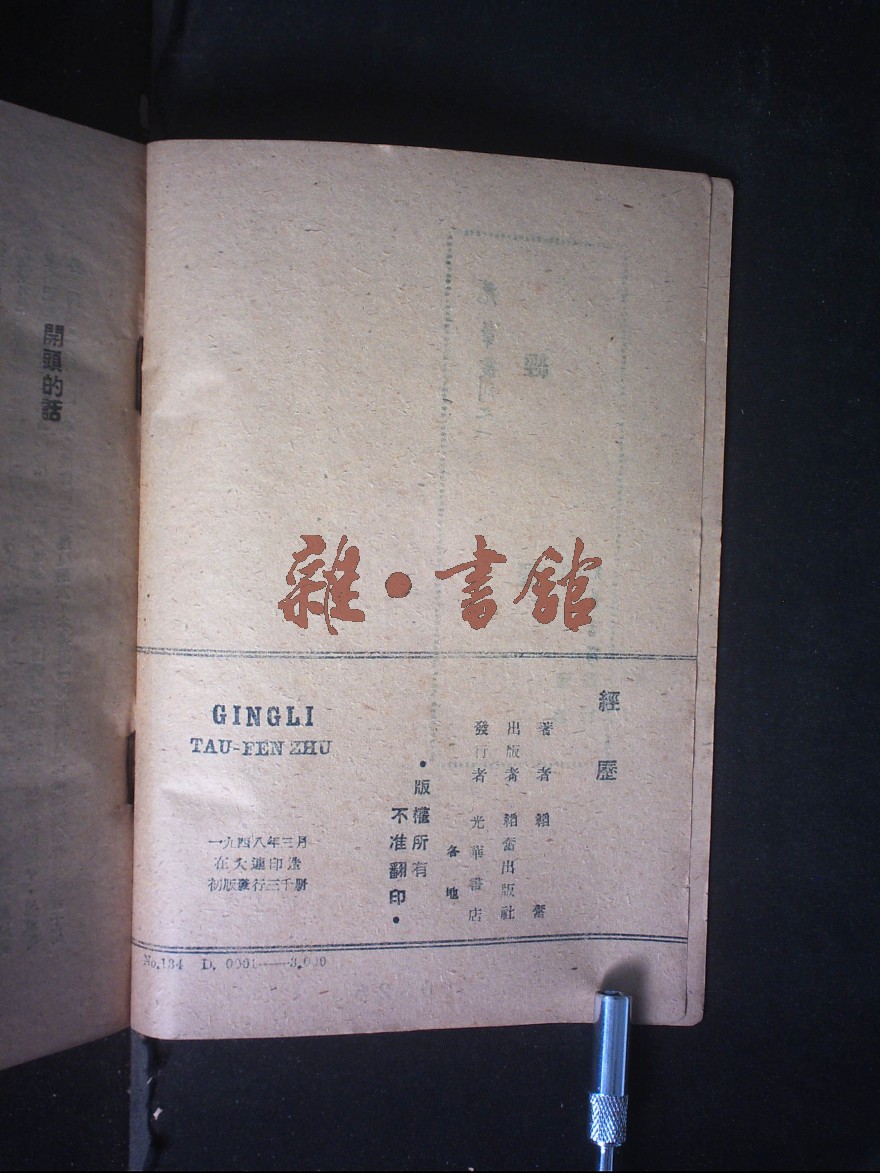 經歷
著者 韜奮
出版者 韜奮出版社
發行者 各地 光華書店
·版權所有
不准翻印·
GINGLI
TAU-FEN ZHU
一九四八年三月
在大連印造
初版發行三千册
No.134 D. 0001——3,000
開頭的話
雜·書館